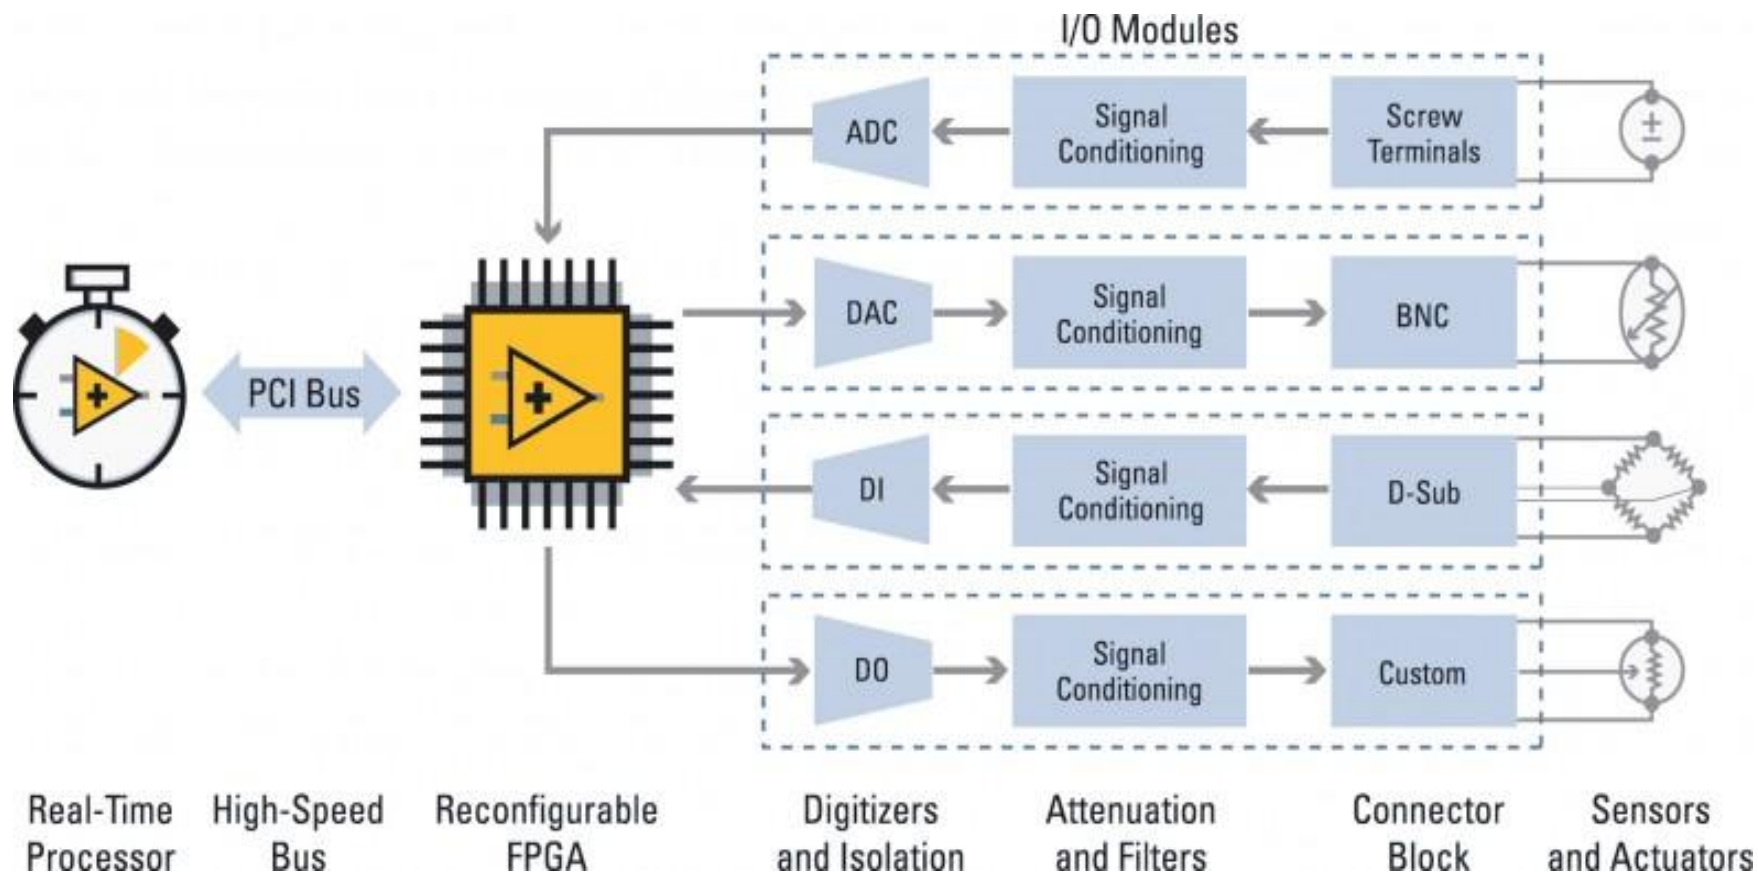 I/O Modules
ADC
Signal
Conditioning
Screw
Terminals
±
DAC
Signal
Conditioning
BNC
PCI Bus
DI
Signal
Conditioning
D-Sub
DO
Signal
Conditioning
Custom
Real-Time
Processor
High-Speed
Bus
Reconfigurable
FPGA
Digitizers
and Isolation
Attenuation
and Filters
Connector
Block
Sensors
and Actuators